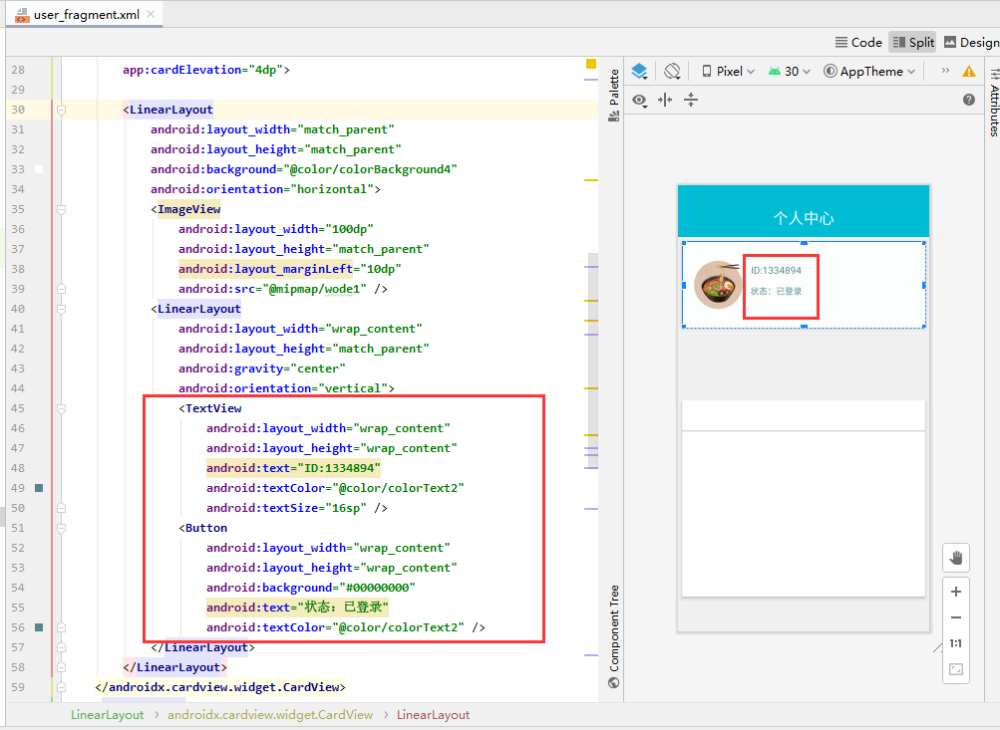 user_fragment.xml
Code
Split
Design
28 app:cardElevation="4dp">
29
30 <LinearLayout
31 android:layout_width="match_parent"
32 android:layout_height="match_parent"
33 android:background="@color/colorBackground4"
34 android:orientation="horizontal">
35 <ImageView
36 android:layout_width="100dp"
37 android:layout_height="match_parent"
38 android:layout_marginLeft="10dp"
39 android:src="@mipmap/wode1" />
40 <LinearLayout
41 android:layout_width="wrap_content"
42 android:layout_height="match_parent"
43 android:gravity="center"
44 android:orientation="vertical">
45 <TextView
46 android:layout_width="wrap_content"
47 android:layout_height="wrap_content"
48 android:text="ID:1334894"
49 android:textColor="@color/colorText2"
50 android:textSize="16sp" />
51 <Button
52 android:layout_width="wrap_content"
53 android:layout_height="wrap_content"
54 android:background="#00000000"
55 android:text="状态：已登录"
56 android:textColor="@color/colorText2" />
57 </LinearLayout>
58 </LinearLayout>
59 </androidx.cardview.widget.CardView>
LinearLayout › androidx.cardview.widget.CardView › LinearLayout
Palette
Component Tree
Pixel
30
AppTheme
Attributes
个人中心
ID:1334894
状态：已登录
1:1